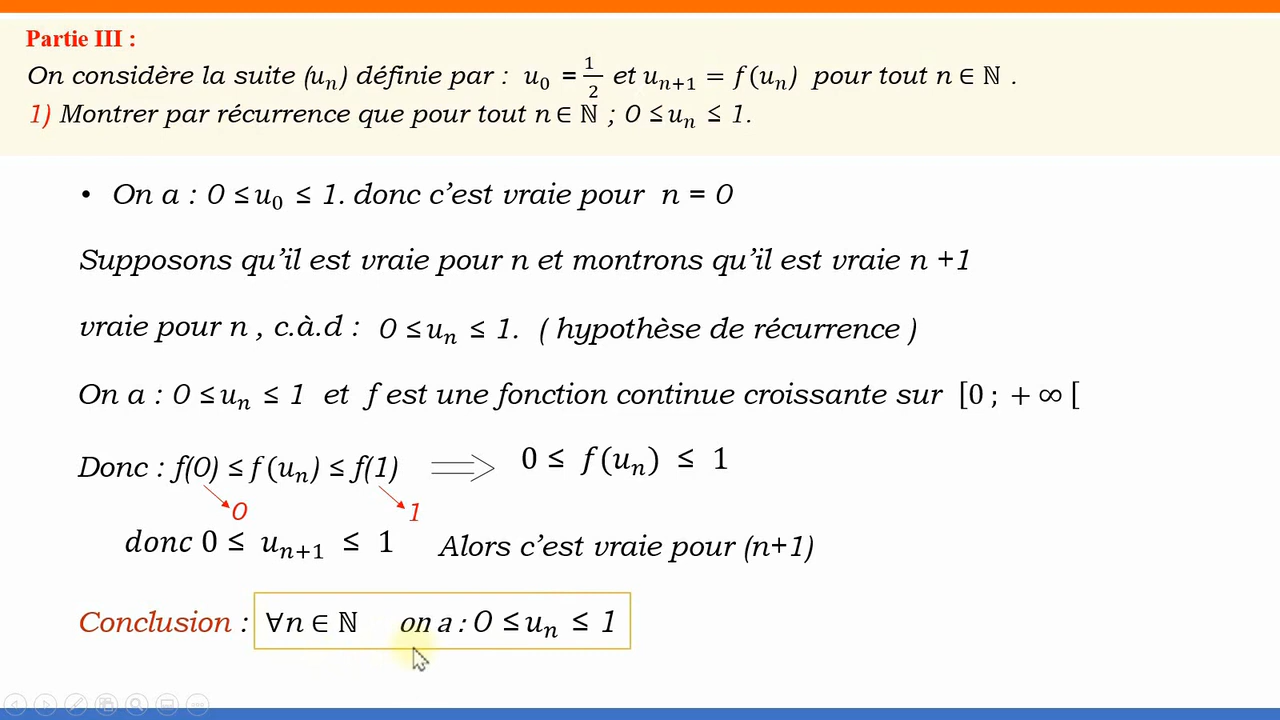 Partie III :
On considère la suite (uₙ) définie par : u₀ = 1/2 et uₙ₊₁ = f(uₙ) pour tout n ∈ ℕ .
1) Montrer par récurrence que pour tout n ∈ ℕ ; 0 ≤ uₙ ≤ 1.
• On a : 0 ≤ u₀ ≤ 1. donc c’est vraie pour n = 0
Supposons qu’il est vraie pour n et montrons qu’il est vraie n +1
vraie pour n , c.à.d : 0 ≤ uₙ ≤ 1. ( hypothèse de récurrence )
On a : 0 ≤ uₙ ≤ 1 et f est une fonction continue croissante sur [0 ; + ∞ [
Donc : f(0) ≤ f(uₙ) ≤ f(1) ⟹ 0 ≤ f(uₙ) ≤ 1
0 1
donc 0 ≤ uₙ₊₁ ≤ 1 Alors c’est vraie pour (n+1)
Conclusion : ∀n ∈ ℕ on a : 0 ≤ uₙ ≤ 1